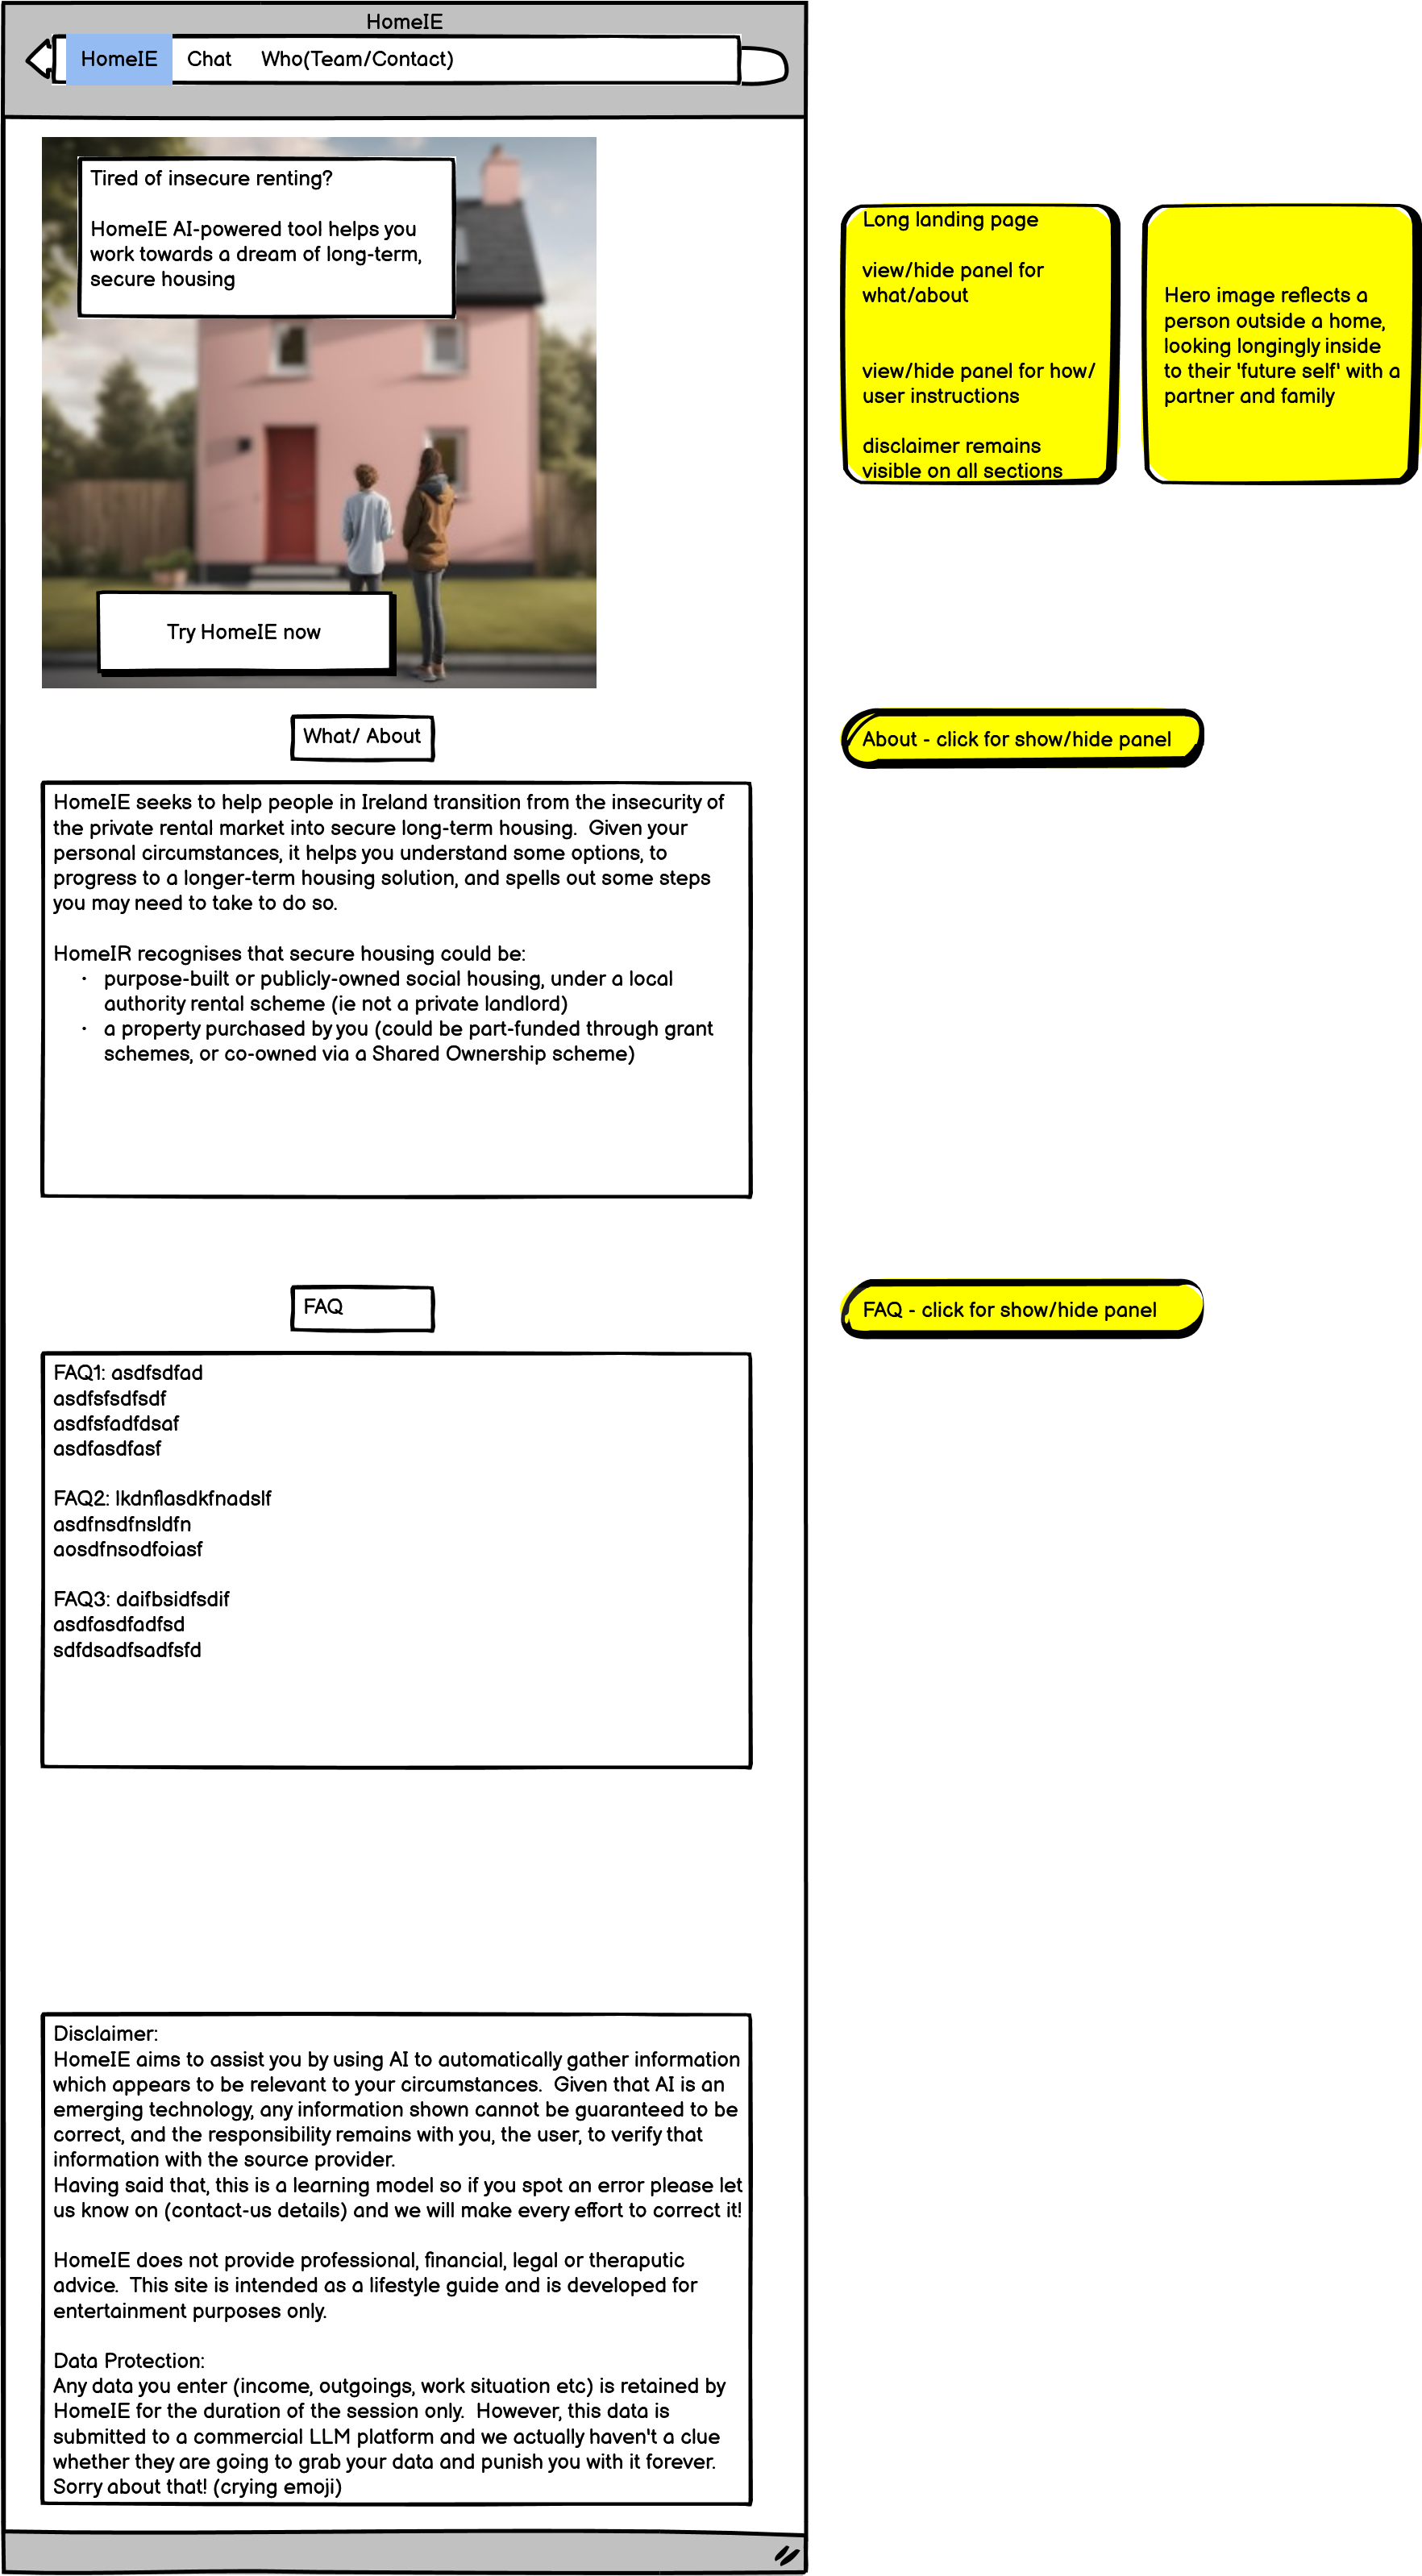 HomeIE
HomeIE Chat Who(Team/Contact)
Tired of insecure renting?
HomeIE AI-powered tool helps you
work towards a dream of long-term,
secure housing
Try HomeIE now
Long landing page
view/hide panel for
what/about
view/hide panel for how/
user instructions
disclaimer remains
visible on all sections
Hero image reflects a
person outside a home,
looking longingly inside
to their 'future self' with a
partner and family
What/ About
About - click for show/hide panel
HomeIE seeks to help people in Ireland transition from the insecurity of
the private rental market into secure long-term housing.  Given your
personal circumstances, it helps you understand some options, to
progress to a longer-term housing solution, and spells out some steps
you may need to take to do so.
HomeIR recognises that secure housing could be:
· purpose-built or publicly-owned social housing, under a local
authority rental scheme (ie not a private landlord)
· a property purchased by you (could be part-funded through grant
schemes, or co-owned via a Shared Ownership scheme)
FAQ
FAQ - click for show/hide panel
FAQ1: asdfsdfad
asdfsfsdfsdf
asdfsfadfdsaf
asdfasdfasf
FAQ2: lkdnflasdkfnadslf
asdfnsdfnsldfn
aosdfnsodfoiasf
FAQ3: daifbsidfsdif
asdfasdfadfsd
sdfdsadfsadfsfd
Disclaimer:
HomeIE aims to assist you by using AI to automatically gather information
which appears to be relevant to your circumstances.  Given that AI is an
emerging technology, any information shown cannot be guaranteed to be
correct, and the responsibility remains with you, the user, to verify that
information with the source provider.
Having said that, this is a learning model so if you spot an error please let
us know on (contact-us details) and we will make every effort to correct it!
HomeIE does not provide professional, financial, legal or theraputic
advice.  This site is intended as a lifestyle guide and is developed for
entertainment purposes only.
Data Protection:
Any data you enter (income, outgoings, work situation etc) is retained by
HomeIE for the duration of the session only.  However, this data is
submitted to a commercial LLM platform and we actually haven't a clue
whether they are going to grab your data and punish you with it forever.
Sorry about that! (crying emoji)